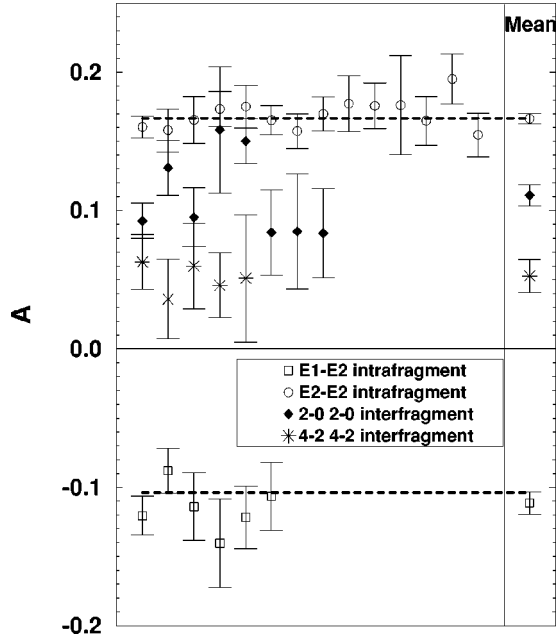 Mean
0.2
0.1
A
0.0
E1-E2 intrafragment
E2-E2 intrafragment
2-0 2-0 interfragment
4-2 4-2 interfragment
-0.1
-0.2